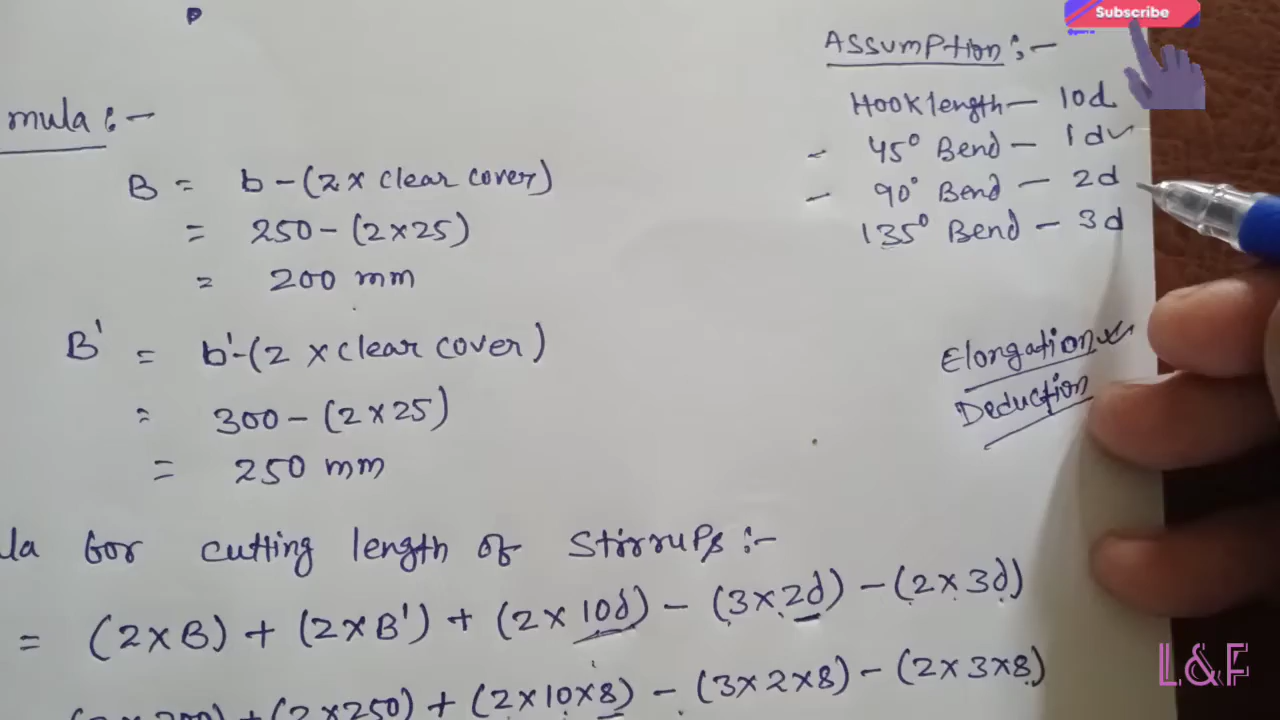 Subscribe
Assumption :-
mula :-
Hook length - 10d
45° Bend - 1d ✓
90° Bend - 2d
135° Bend - 3d
B = b - (2 x clear cover)
= 250 - (2x25)
= 200 mm
B' = b' - (2 x clear cover)
= 300 - (2x25)
= 250 mm
Elongation
Deduction
la for cutting length of Stirrups :-
= (2xB) + (2xB') + (2 x 10d) - (3x2d) - (2x3d)
(2x200) + (2x250) + (2x10x8) - (3x2x8) - (2x3x8)
L&F